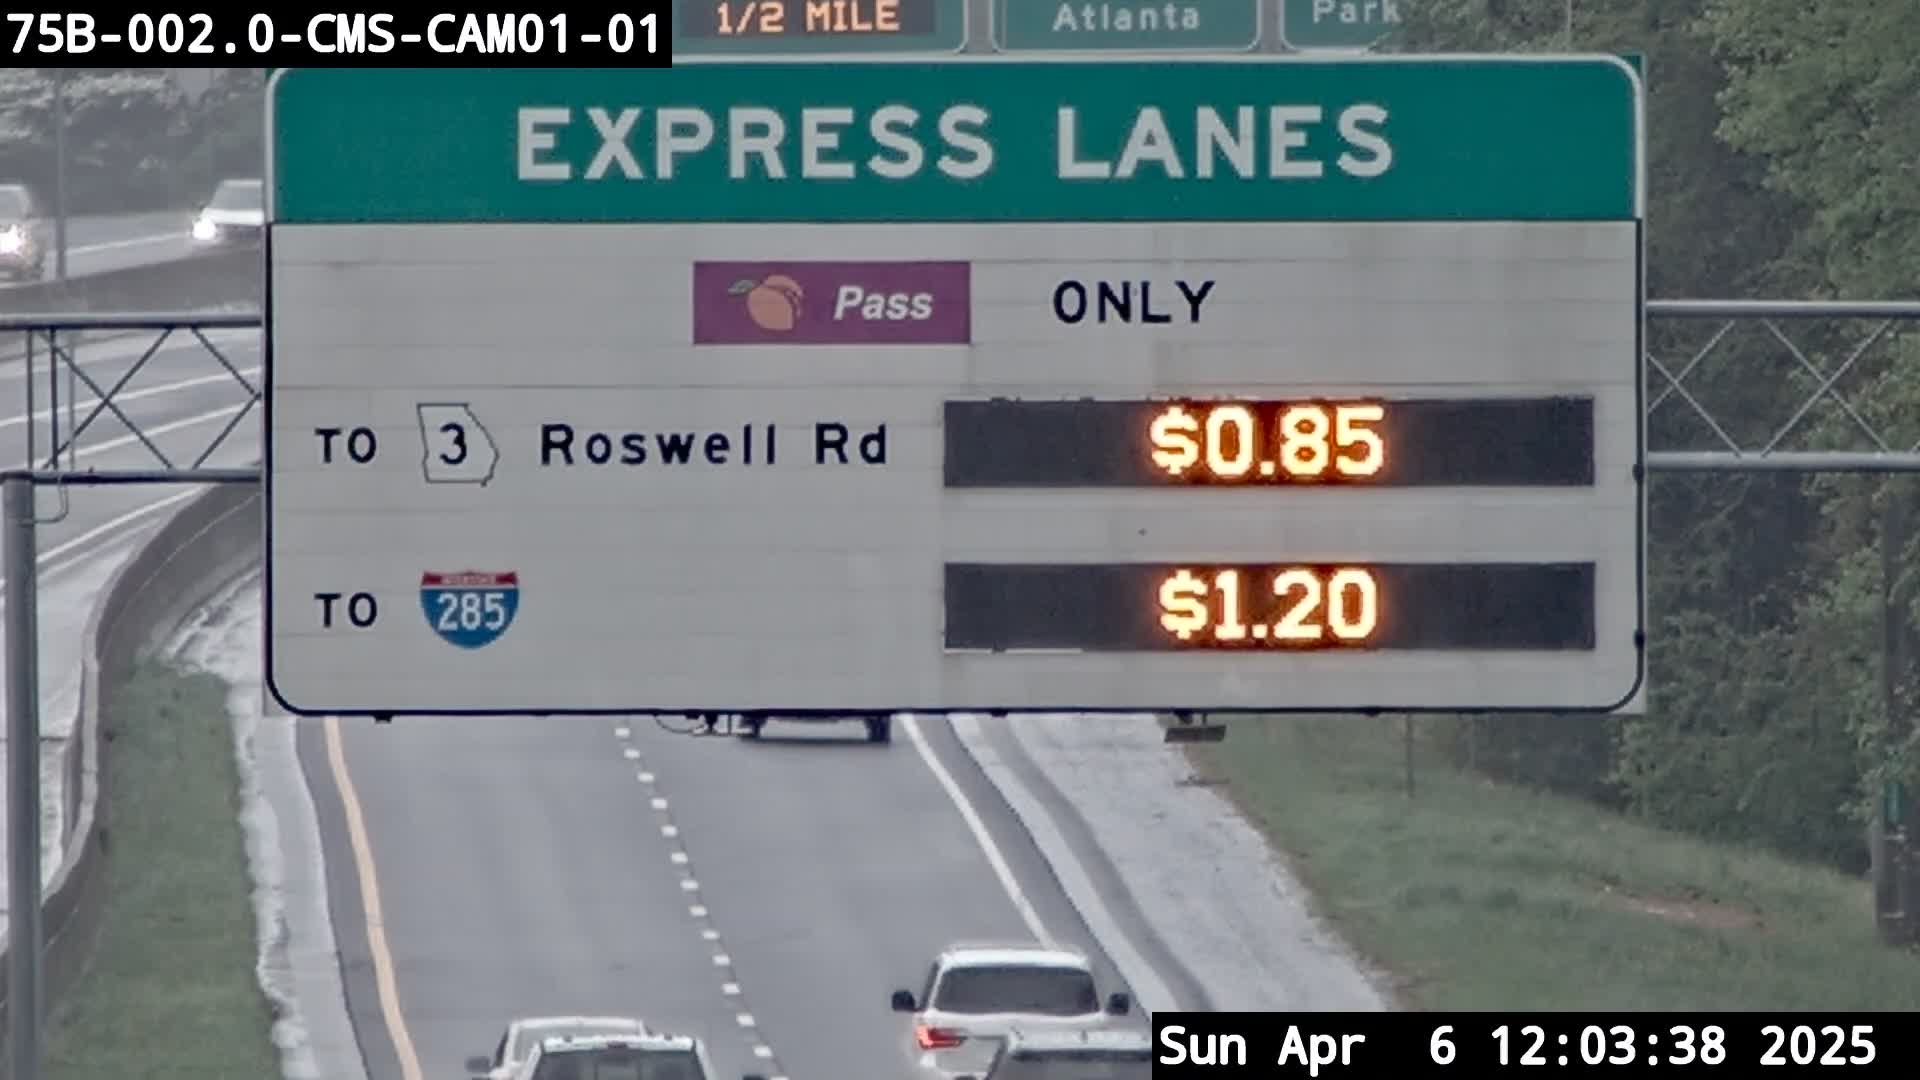 75B-002.0-CMS-CAM01-01
1/2 MILE
Atlanta
Park
EXPRESS LANES
Pass ONLY
TO 3 Roswell Rd $0.85
TO 285 $1.20
Sun Apr 6 12:03:38 2025